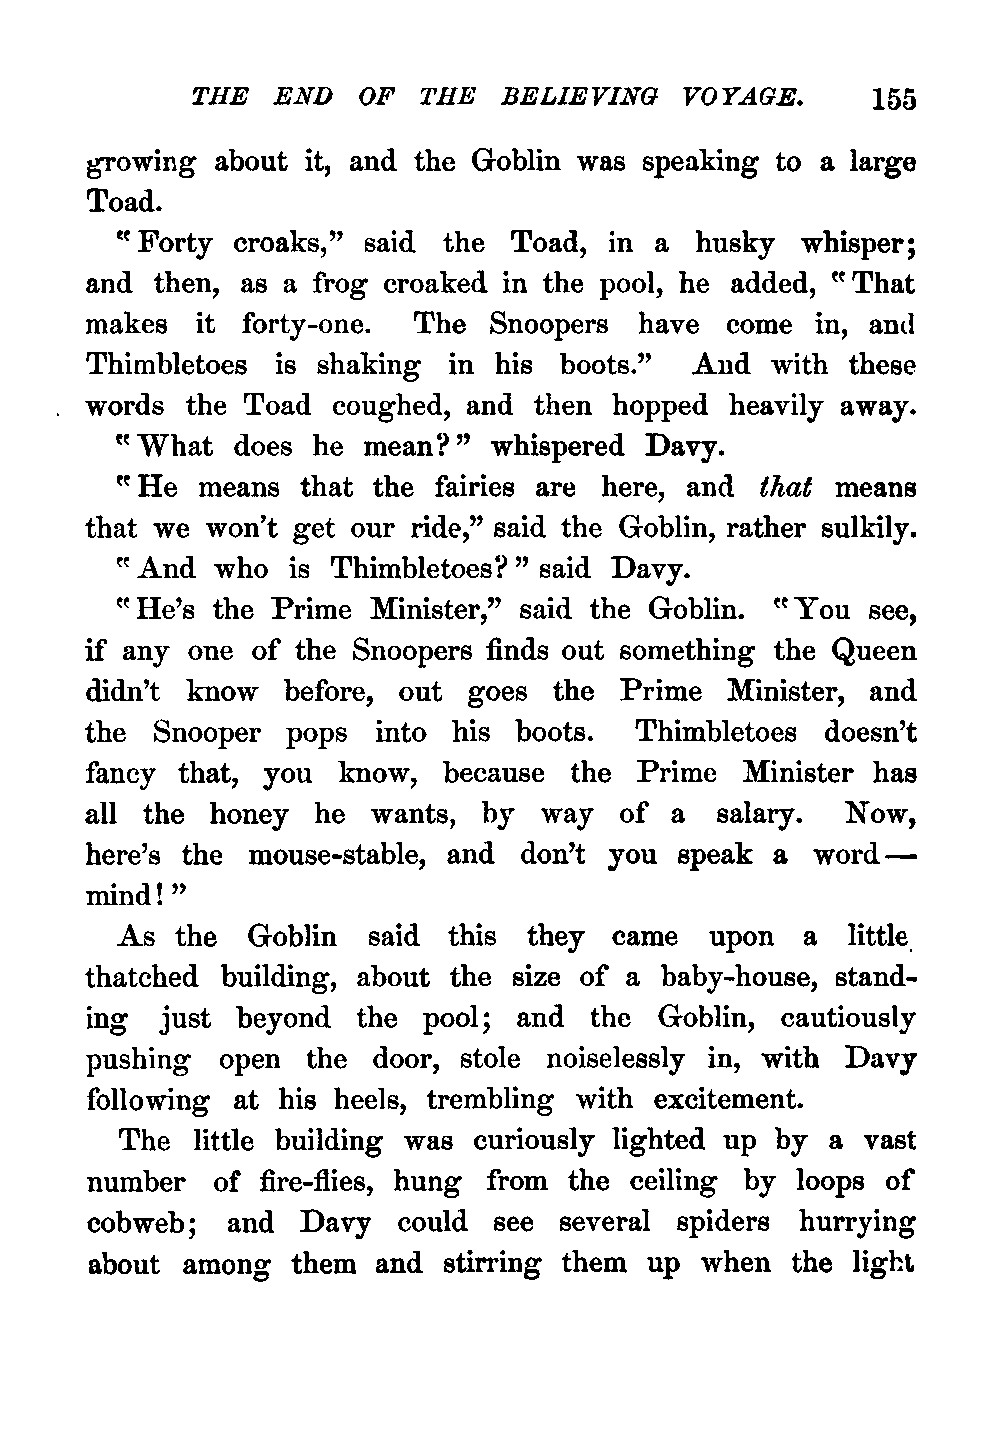 THE END OF THE BELIEVING VOYAGE. 155
growing about it, and the Goblin was speaking to a large
Toad.
“Forty croaks,” said the Toad, in a husky whisper;
and then, as a frog croaked in the pool, he added, “That
makes it forty-one. The Snoopers have come in, and
Thimbletoes is shaking in his boots.” And with these
words the Toad coughed, and then hopped heavily away.
“What does he mean?” whispered Davy.
“He means that the fairies are here, and that means
that we won’t get our ride,” said the Goblin, rather sulkily.
“And who is Thimbletoes?” said Davy.
“He’s the Prime Minister,” said the Goblin. “You see,
if any one of the Snoopers finds out something the Queen
didn’t know before, out goes the Prime Minister, and
the Snooper pops into his boots. Thimbletoes doesn’t
fancy that, you know, because the Prime Minister has
all the honey he wants, by way of a salary. Now,
here’s the mouse-stable, and don’t you speak a word—
mind!”
As the Goblin said this they came upon a little
thatched building, about the size of a baby-house, stand-
ing just beyond the pool; and the Goblin, cautiously
pushing open the door, stole noiselessly in, with Davy
following at his heels, trembling with excitement.
The little building was curiously lighted up by a vast
number of fire-flies, hung from the ceiling by loops of
cobweb; and Davy could see several spiders hurrying
about among them and stirring them up when the light